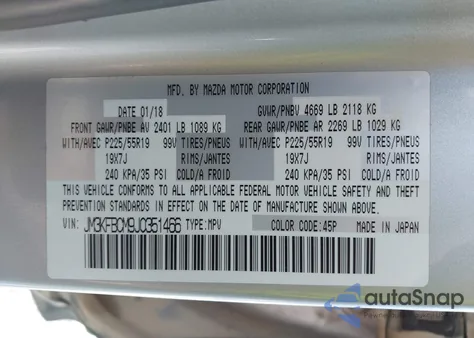 MFD. BY MAZDA MOTOR CORPORATION
DATE 01/18 GVWR/PNBV 4669 LB 2118 KG
FRONT GAWR/PNBE AV 2401 LB 1089 KG REAR GAWR/PNBE AR 2269 LB 1029 KG
WITH/AVEC P225/55R19 99V TIRES/PNEUS WITH/AVEC P225/55R19 99V TIRES/PNEUS
19X7J RIMS/JANTES 19X7J RIMS/JANTES
240 KPA/35 PSI COLD/A FROID 240 KPA/35 PSI COLD/A FROID
THIS VEHICLE CONFORMS TO ALL APPLICABLE FEDERAL MOTOR VEHICLE SAFETY AND THEFT
PREVENTION STANDARDS IN EFFECT ON THE DATE OF MANUFACTURE SHOWN ABOVE.
VIN: JM3KFBCM9J0351466 TYPE:MPV COLOR CODE:45P MADE IN JAPAN
autoSnap